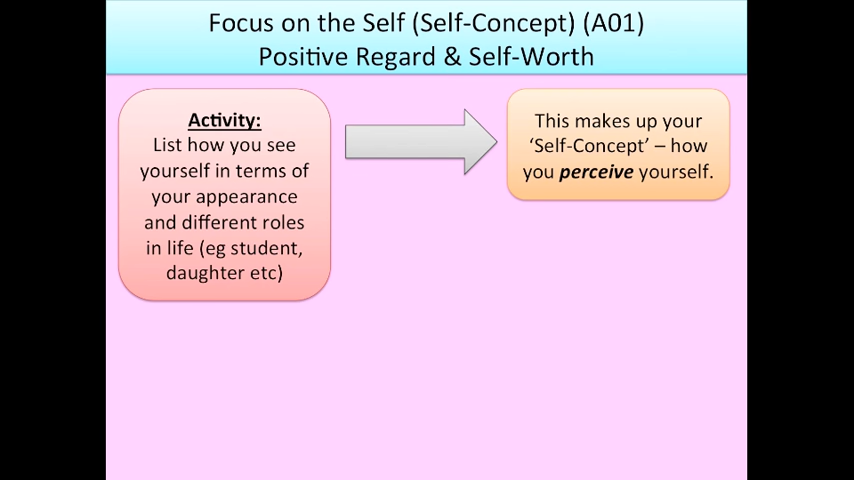 Focus on the Self (Self-Concept) (A01)
Positive Regard & Self-Worth
Activity:
List how you see
yourself in terms of
your appearance
and different roles
in life (eg student,
daughter etc)
This makes up your
‘Self-Concept’ – how
you perceive yourself.